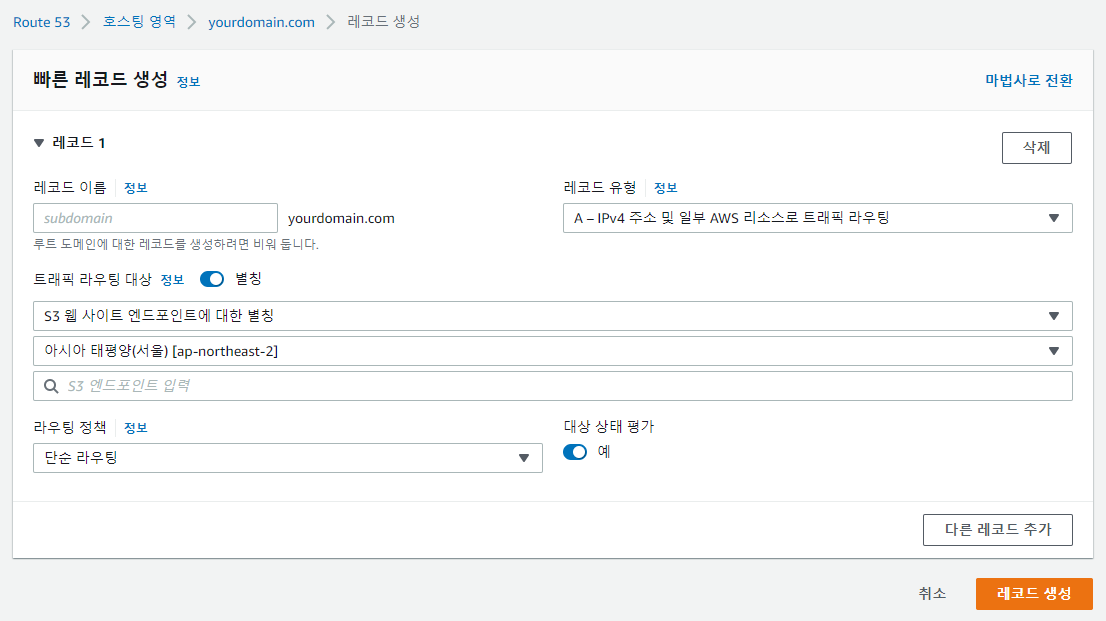 Route 53 > 호스팅 영역 > yourdomain.com > 레코드 생성
빠른 레코드 생성 정보
마법사로 전환
레코드 1
삭제
레코드 이름 정보
subdomain
yourdomain.com
루트 도메인에 대한 레코드를 생성하려면 비워 둡니다.
레코드 유형 정보
A – IPv4 주소 및 일부 AWS 리소스로 트래픽 라우팅
트래픽 라우팅 대상 정보 별칭
S3 웹 사이트 엔드포인트에 대한 별칭
아시아 태평양(서울) [ap-northeast-2]
S3 엔드포인트 입력
라우팅 정책 정보
단순 라우팅
대상 상태 평가
예
다른 레코드 추가
취소
레코드 생성